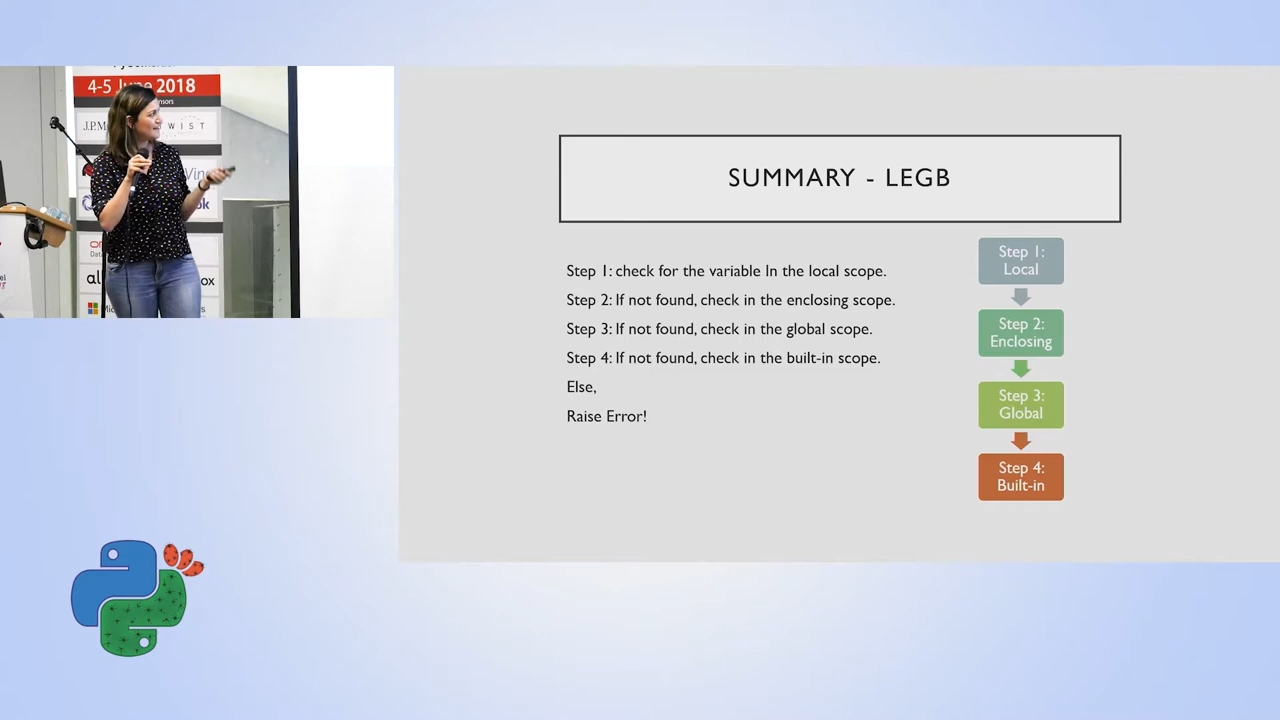 4-5 June 2018
WIST
SUMMARY - LEGB
Step 1: check for the variable In the local scope.
Step 2: If not found, check in the enclosing scope.
Step 3: If not found, check in the global scope.
Step 4: If not found, check in the built-in scope.
Else,
Raise Error!
Step 1:
Local
Step 2:
Enclosing
Step 3:
Global
Step 4:
Built-in